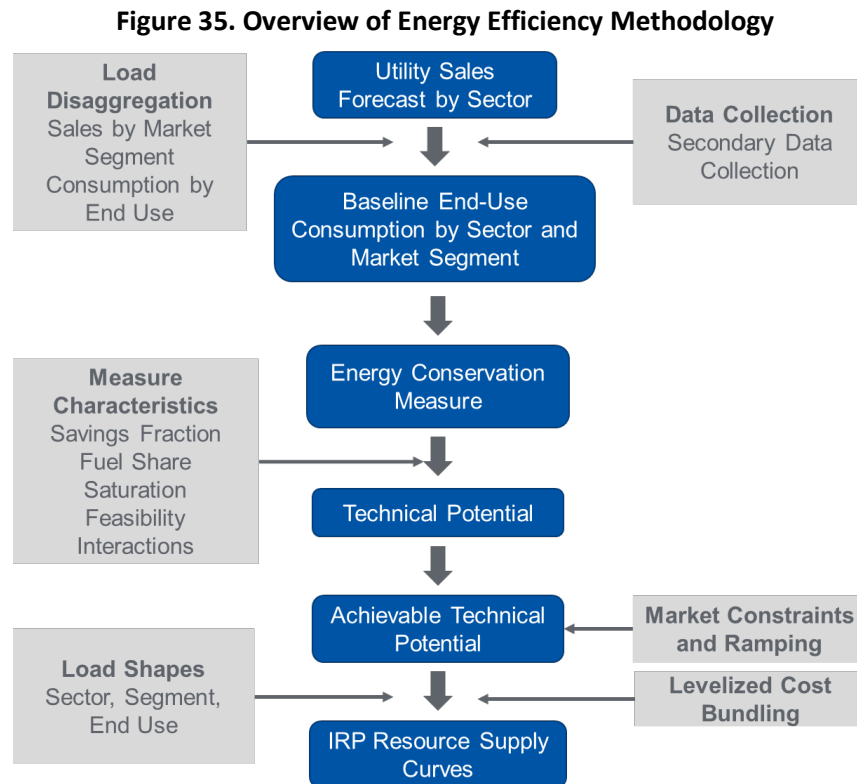 Figure 35. Overview of Energy Efficiency Methodology
Load
Disaggregation
Sales by Market
Segment
Consumption by
End Use
Utility Sales
Forecast by Sector
Data Collection
Secondary Data
Collection
Baseline End-Use
Consumption by Sector and
Market Segment
Energy Conservation
Measure
Measure
Characteristics
Savings Fraction
Fuel Share
Saturation
Feasibility
Interactions
Technical Potential
Achievable Technical
Potential
Market Constraints
and Ramping
Load Shapes
Sector, Segment,
End Use
Levelized Cost
Bundling
IRP Resource Supply
Curves